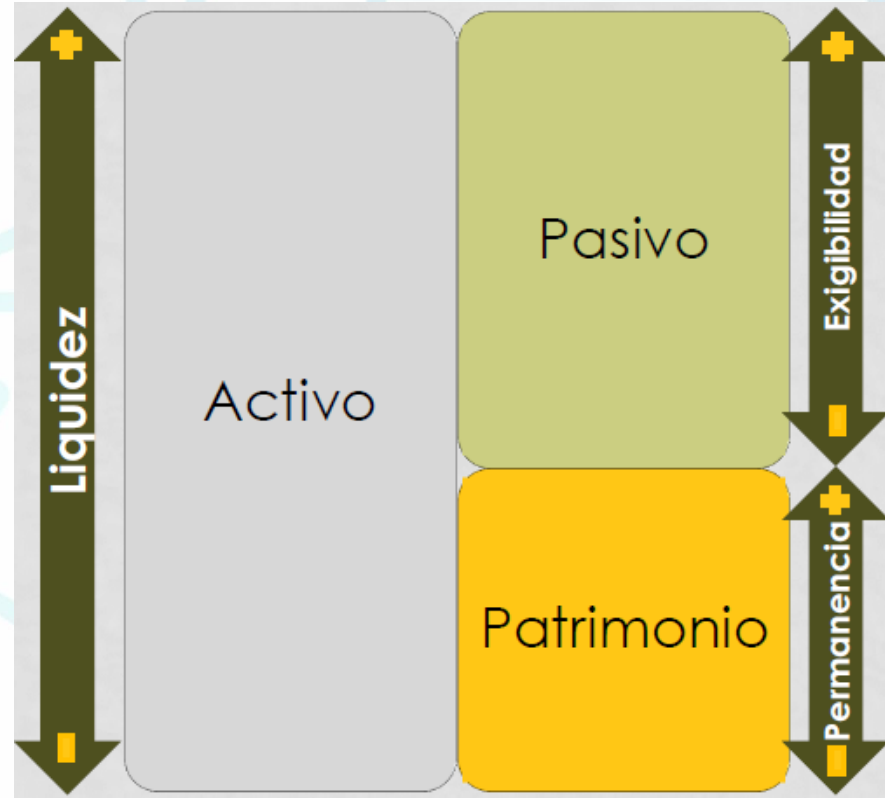 Liquidez
Activo
Pasivo
Exigibilidad
Patrimonio
Permanencia